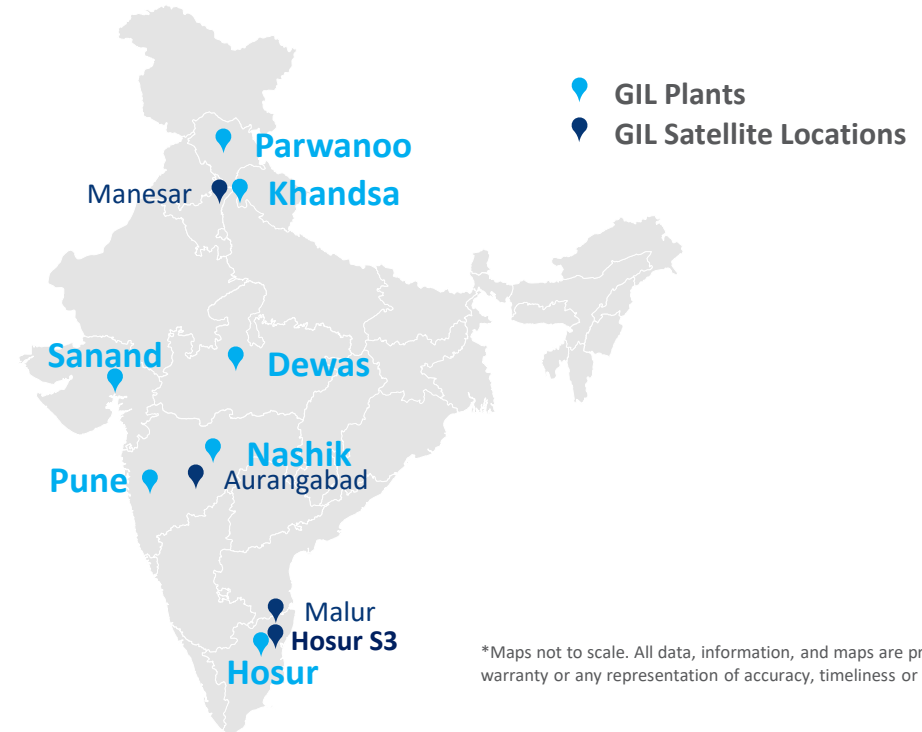 GIL Plants
GIL Satellite Locations
Parwanoo
Manesar
Khandsa
Sanand
Dewas
Nashik
Pune
Aurangabad
Malur
Hosur S3
Hosur
*Maps not to scale. All data, information, and maps are pr
warranty or any representation of accuracy, timeliness or